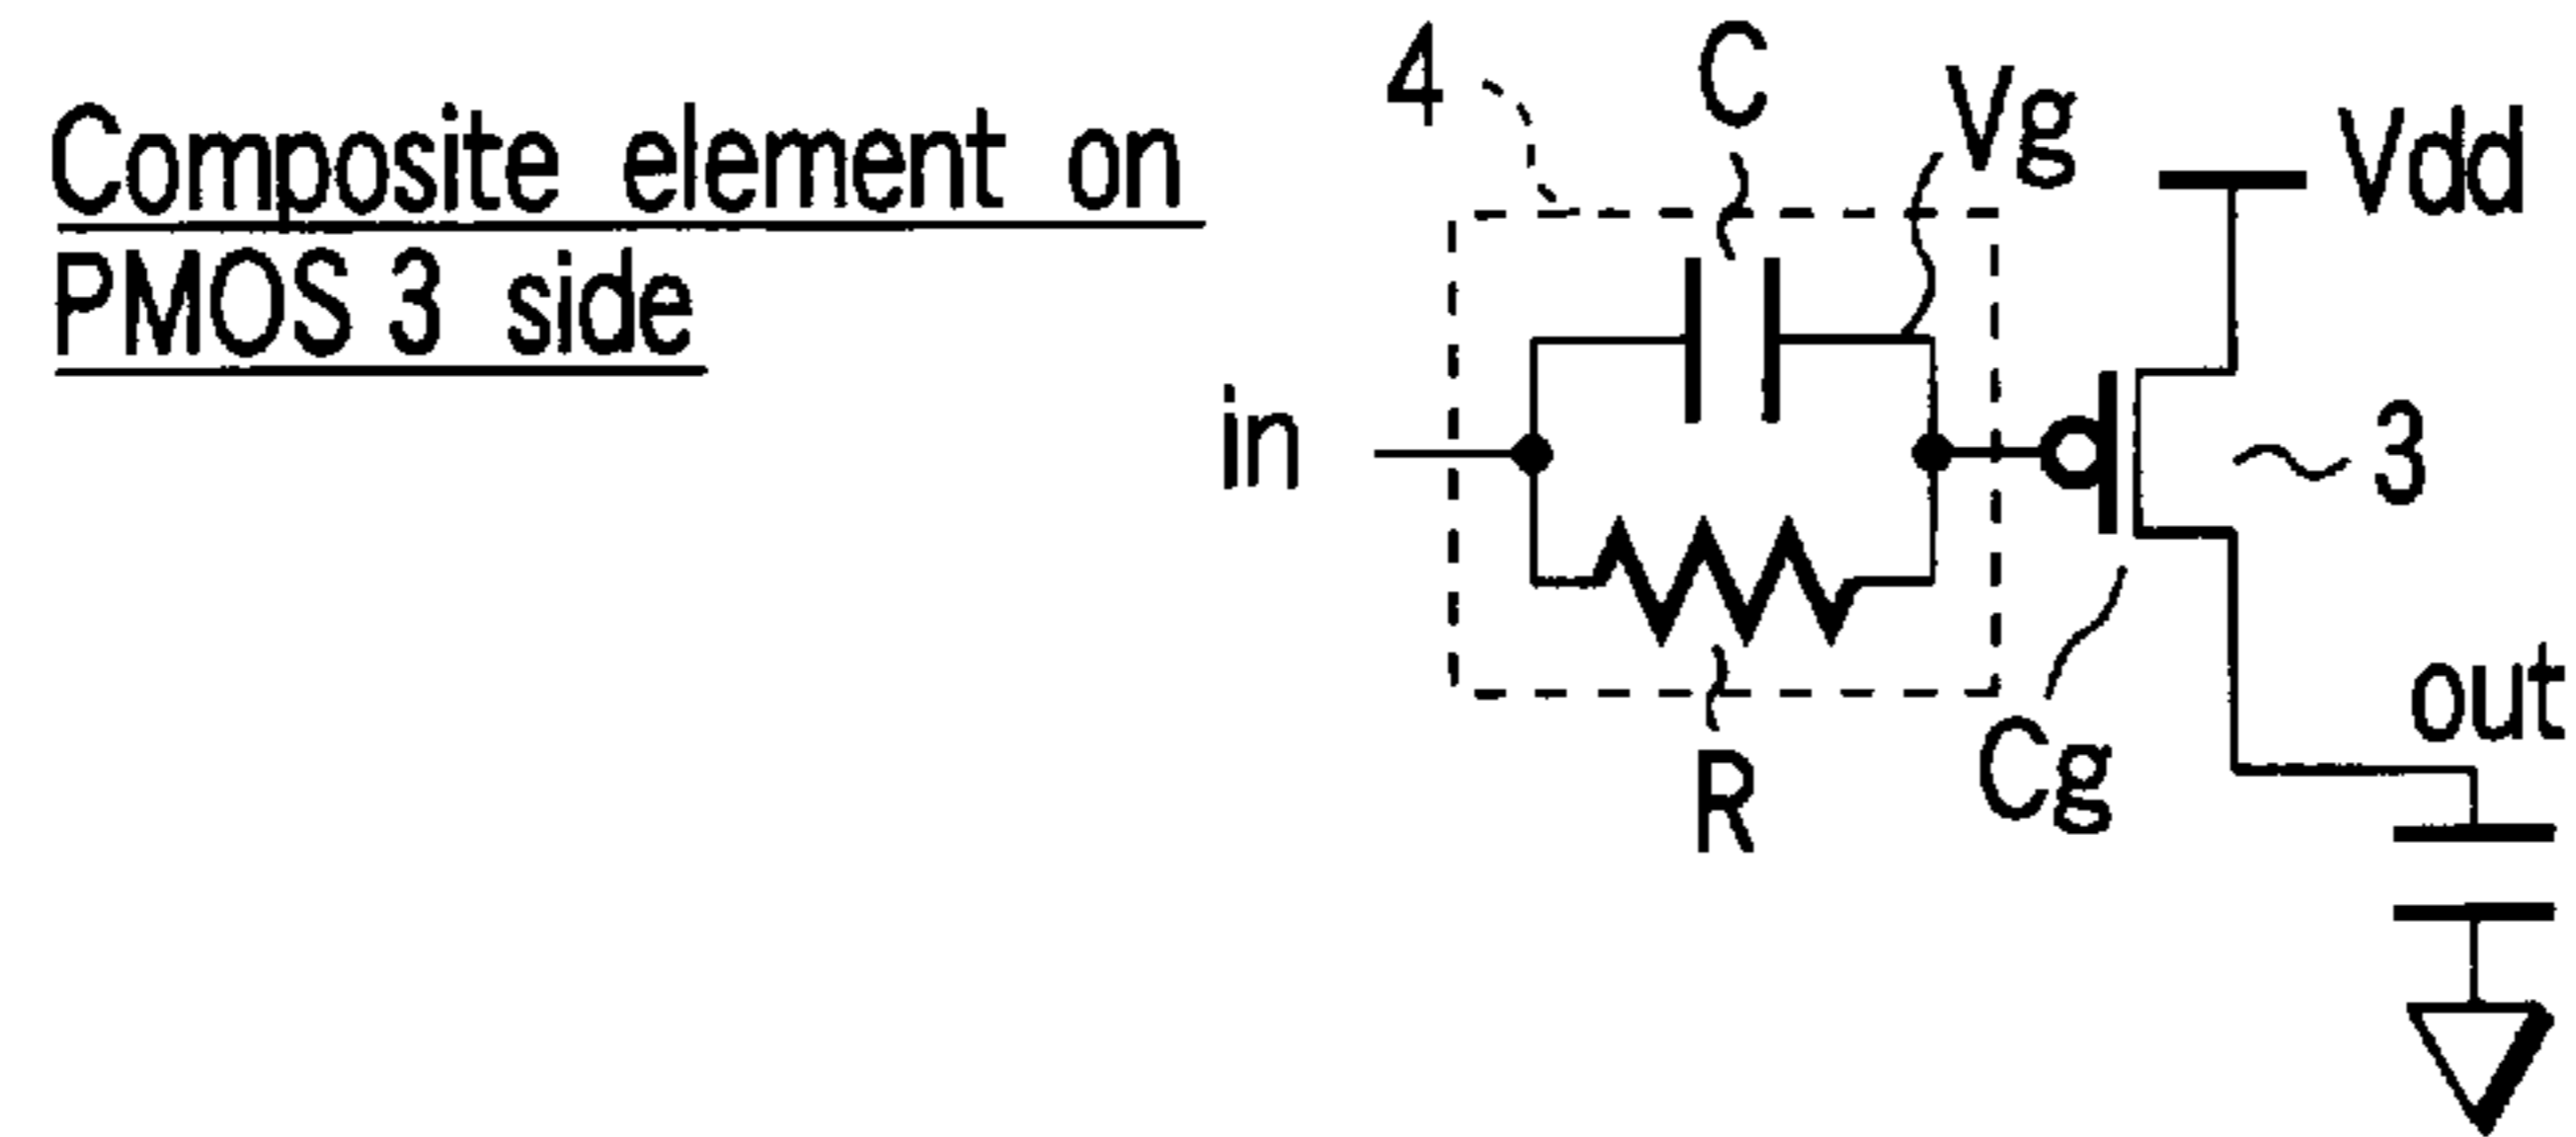 Composite element on
PMOS 3 side
4
C
Vg
Vdd
in
3
R
Cg
out